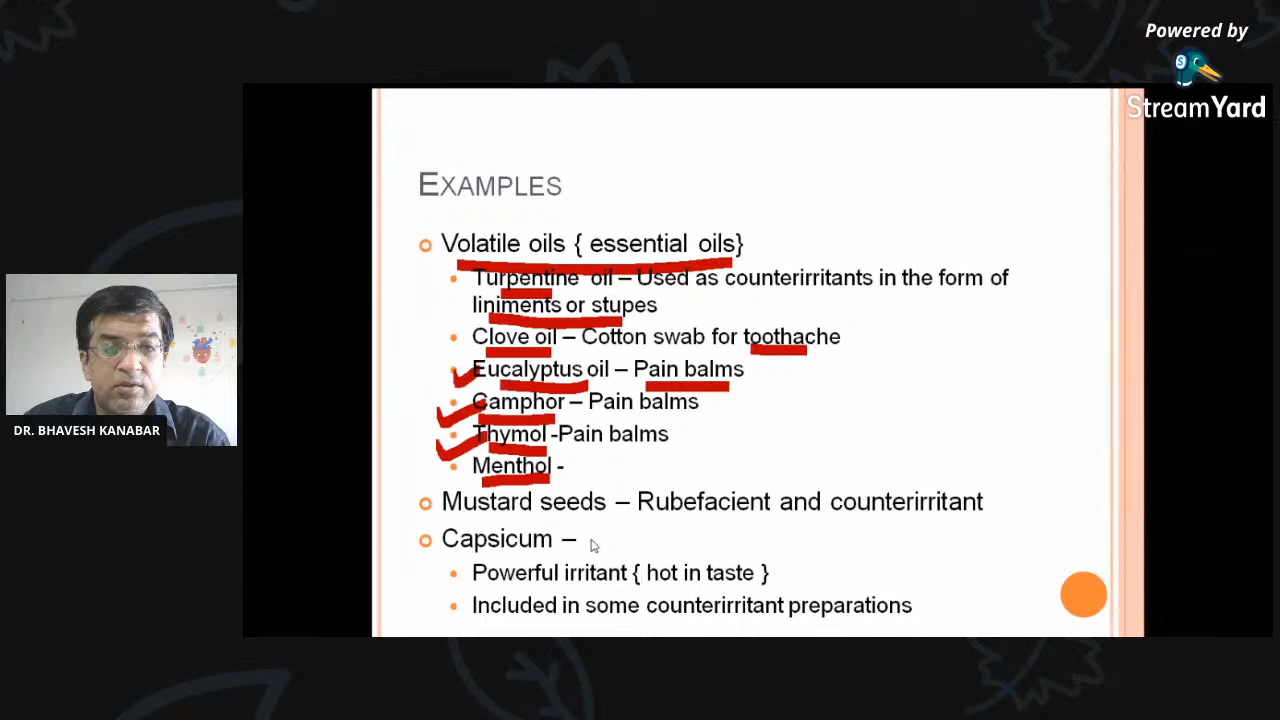 Powered by
StreamYard
EXAMPLES
Volatile oils { essential oils}
Turpentine oil – Used as counterirritants in the form of
liniments or stupes
Clove oil – Cotton swab for toothache
Eucalyptus oil – Pain balms
Camphor – Pain balms
Thymol -Pain balms
Menthol -
Mustard seeds – Rubefacient and counterirritant
Capsicum –
Powerful irritant { hot in taste }
Included in some counterirritant preparations
DR. BHAVESH KANABAR